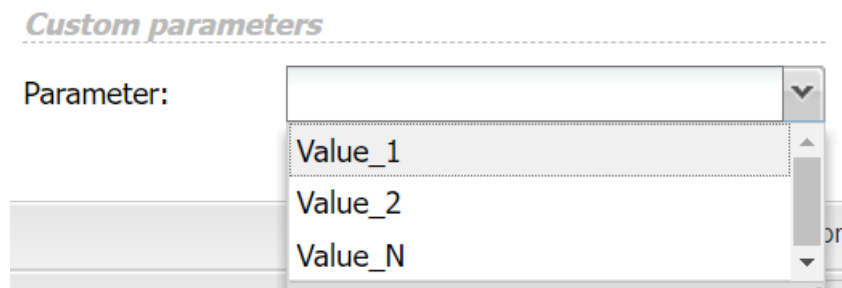 Custom parameters
Parameter:
Value_1
Value_2
Value_N